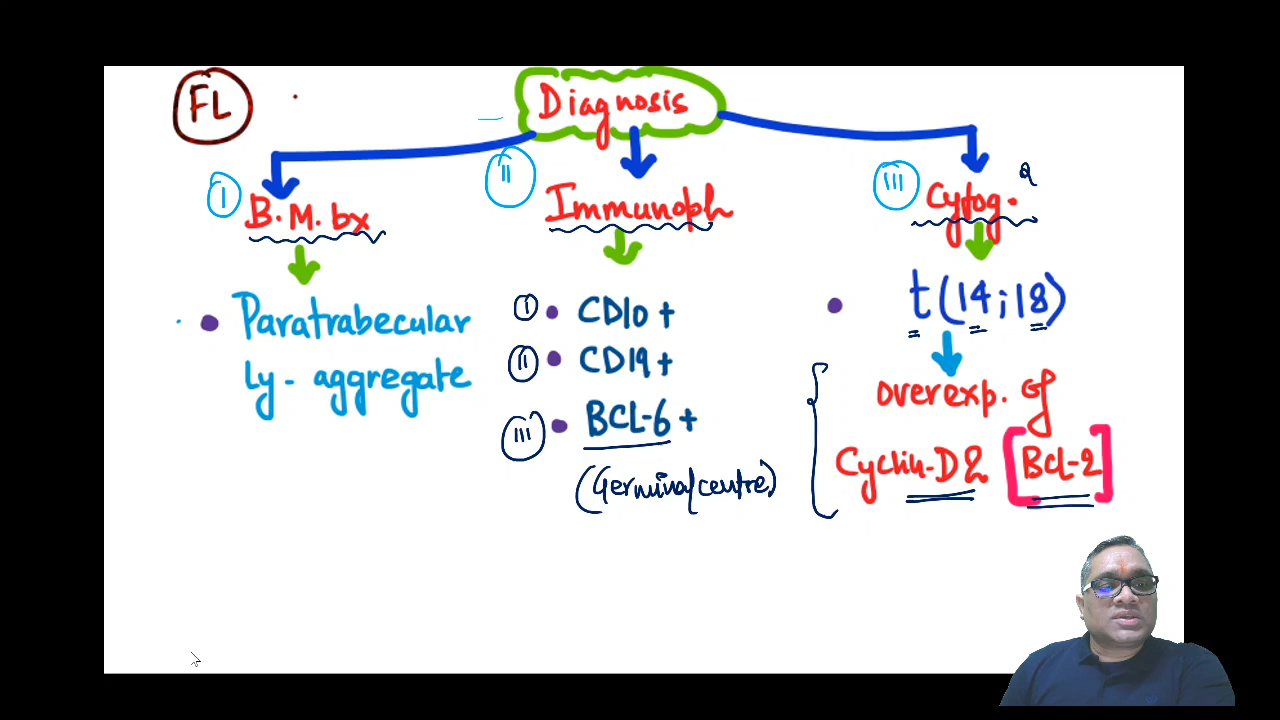 FL
Diagnosis
I B.M. bx
• Paratrabecular
Ly- aggregate
II Immunoph
I • CD10 +
II • CD19 +
III • BCL-6 +
(Germinal centre)
III Cytog.
• t(14;18)
overexp. of
Cyclin-D & [Bcl-2]